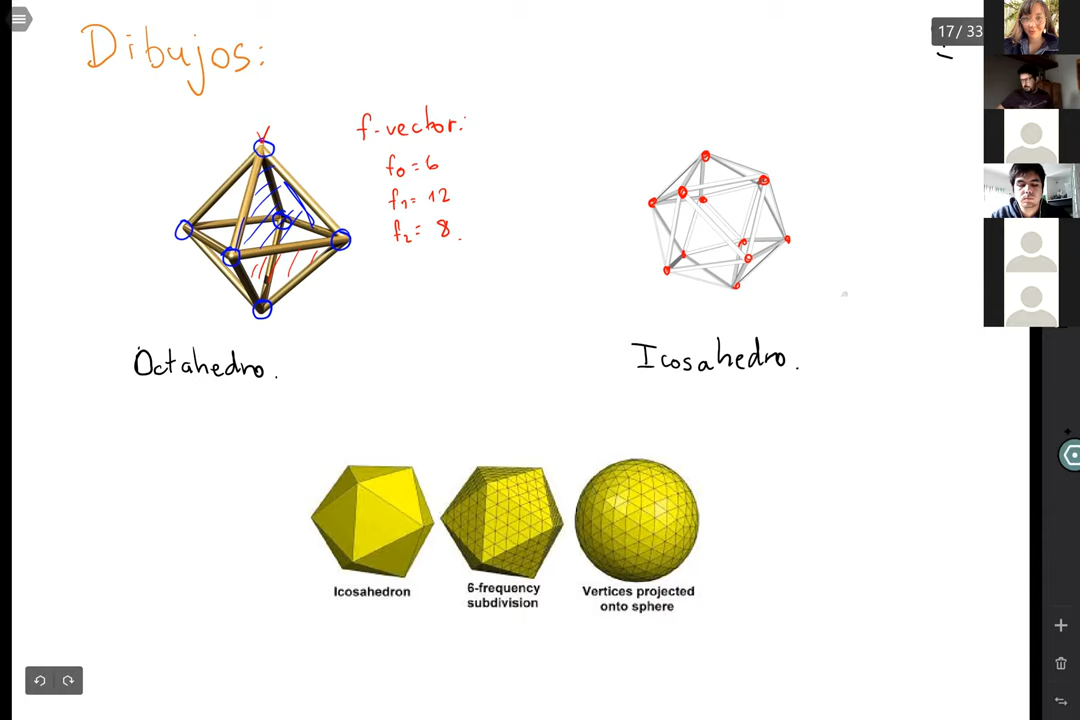 Dibujos:
17 / 33
f-vector:
f0 = 6
f1 = 12
f2 = 8.
Octahedro.
Icosahedro.
Icosahedron
6-frequency
subdivision
Vertices projected
onto sphere